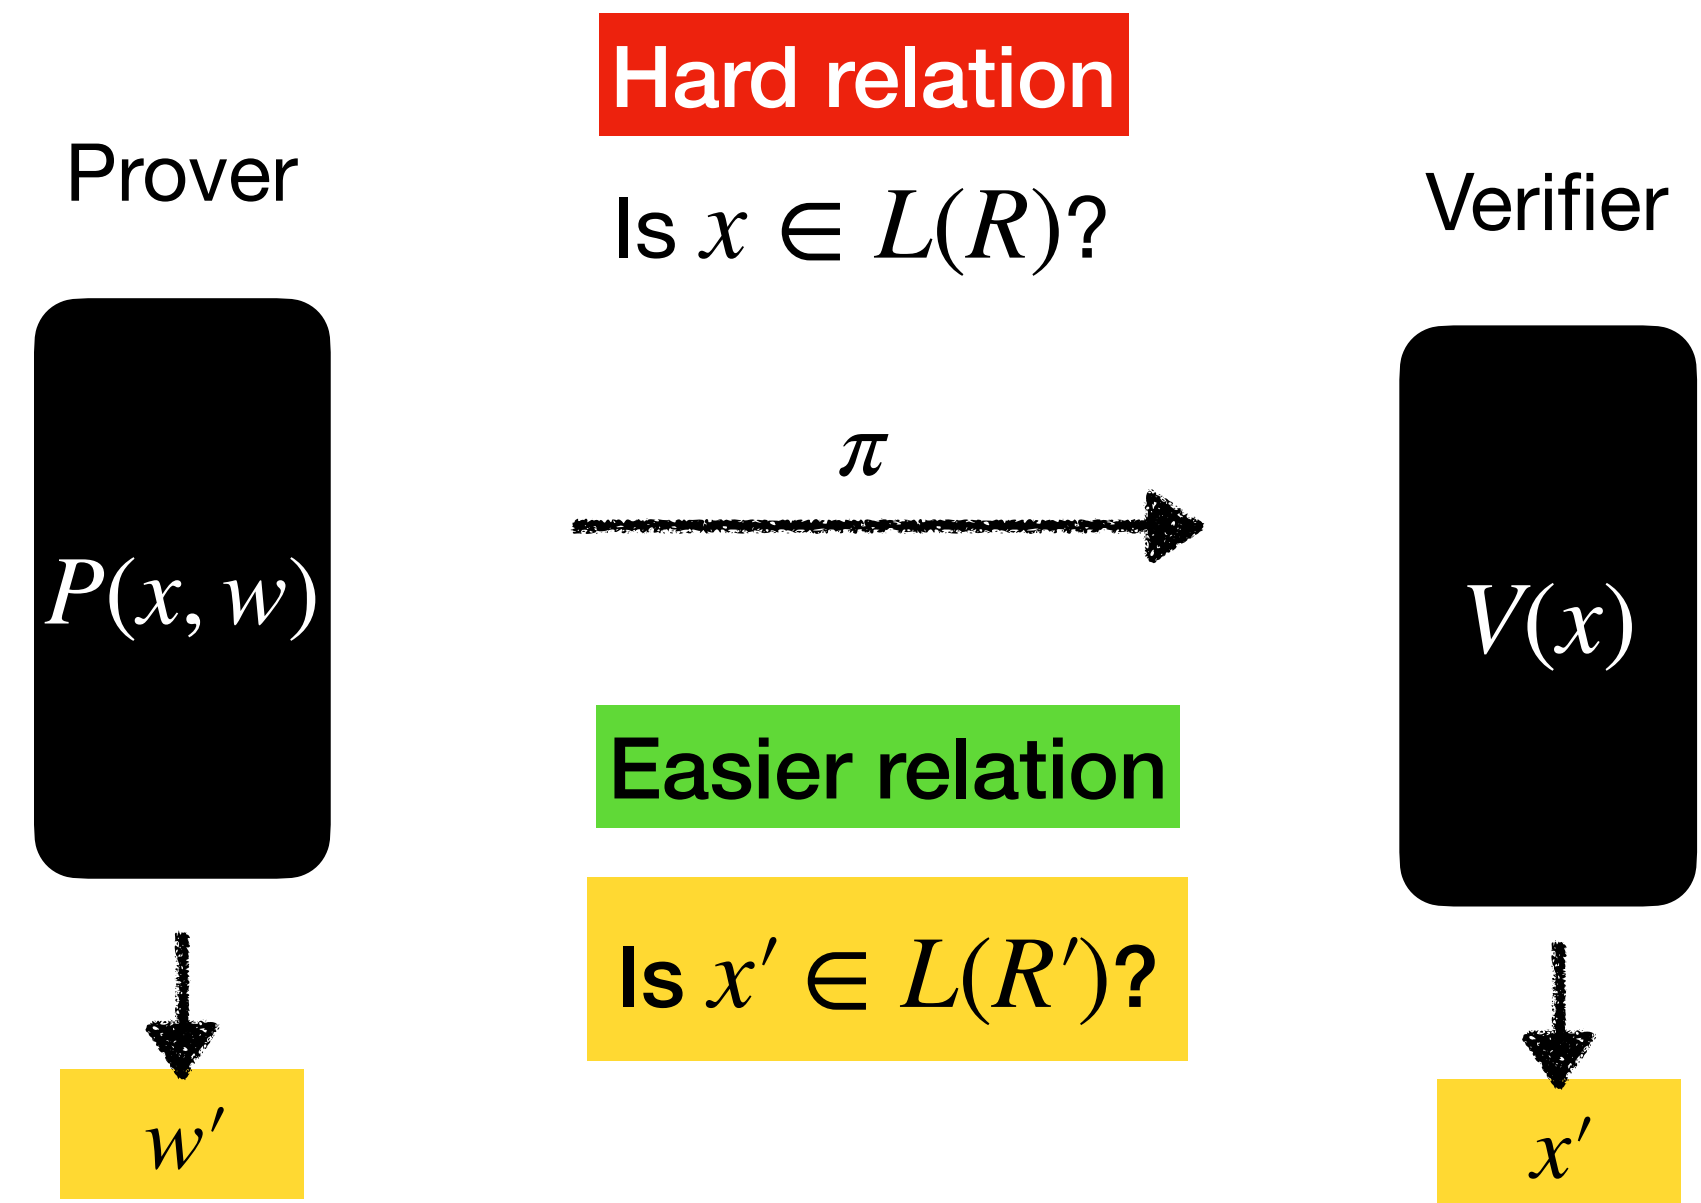 Hard relation
Prover
Is x ∈ L(R)?
Verifier
π
P(x, w)
V(x)
Easier relation
Is x′ ∈ L(R′)?
w′
x′